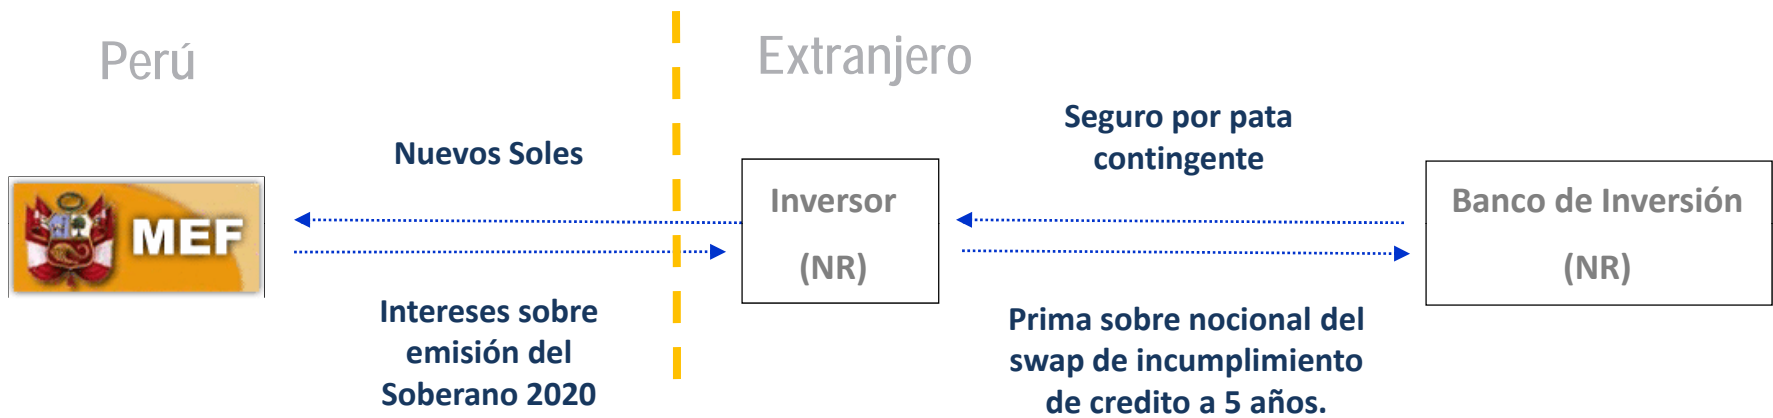 Perú
Extranjero
Nuevos Soles
Seguro por pata
contingente
MEF
Inversor
(NR)
Banco de Inversión
(NR)
Intereses sobre
emisión del
Soberano 2020
Prima sobre nocional del
swap de incumplimiento
de credito a 5 años.